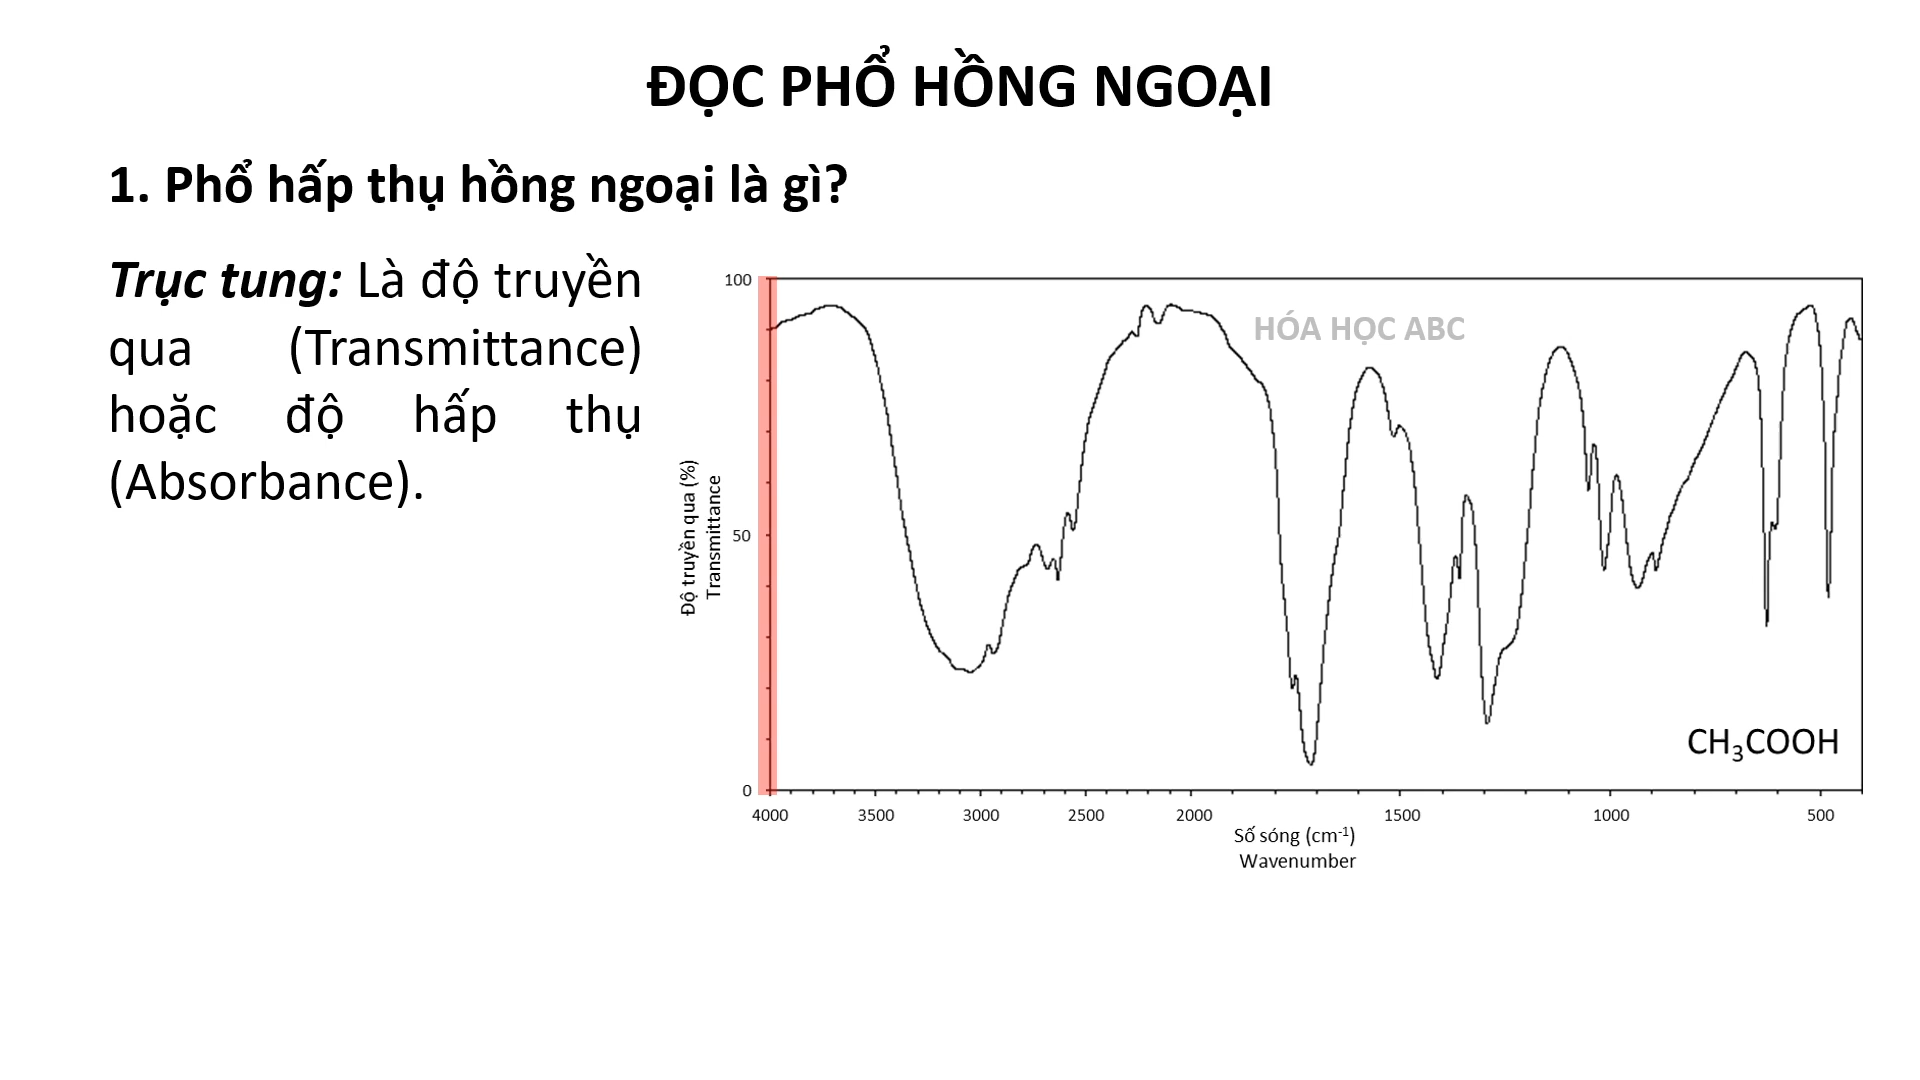 ĐỌC PHỔ HỒNG NGOẠI
1. Phổ hấp thụ hồng ngoại là gì?
Trục tung: Là độ truyền
qua (Transmittance)
hoặc độ hấp thụ
(Absorbance).
100
HÓA HỌC ABC
Độ truyền qua (%)
Transmittance
50
CH₃COOH
0
4000 3500 3000 2500 2000 1500 1000 500
Số sóng (cm⁻¹)
Wavenumber